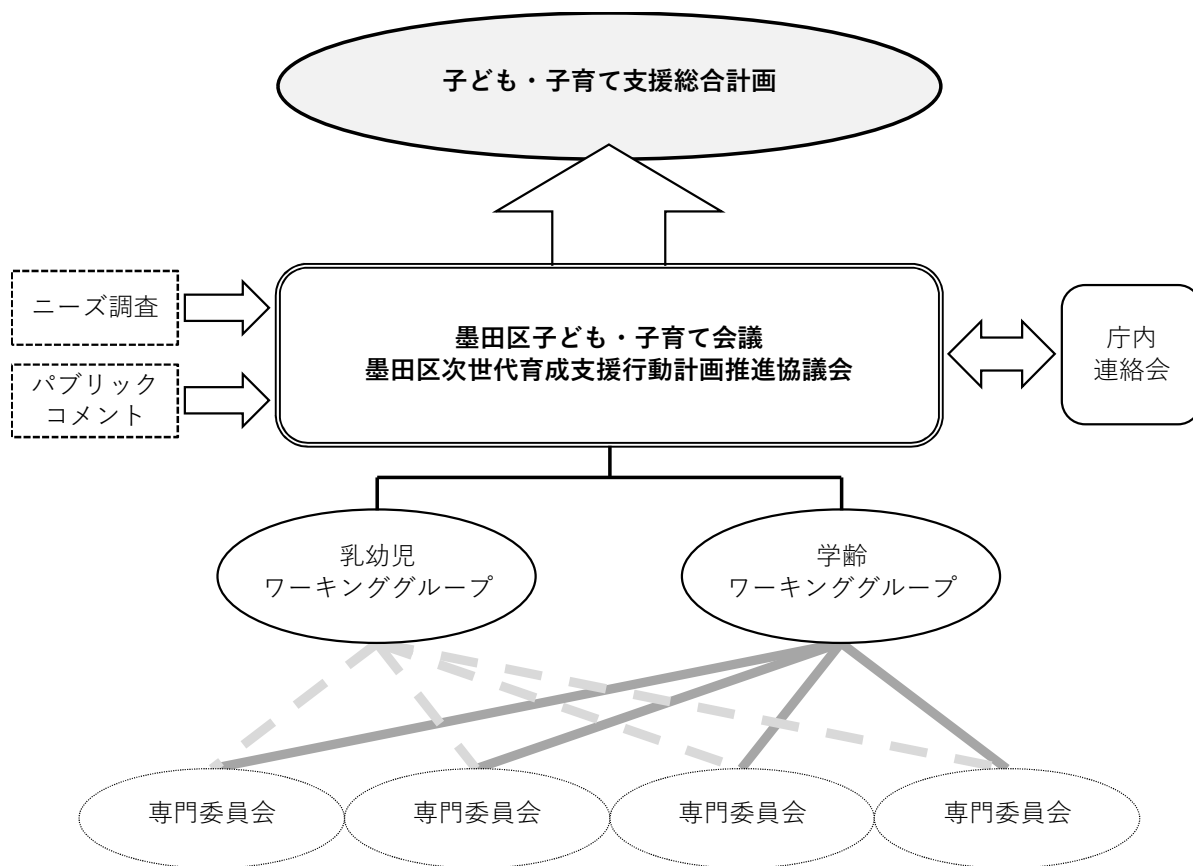 子ども・子育て支援総合計画
ニーズ調査
パブリック
コメント
墨田区子ども・子育て会議
墨田区次世代育成支援行動計画推進協議会
庁内
連絡会
乳幼児
ワーキンググループ
学齢
ワーキンググループ
専門委員会
専門委員会
専門委員会
専門委員会